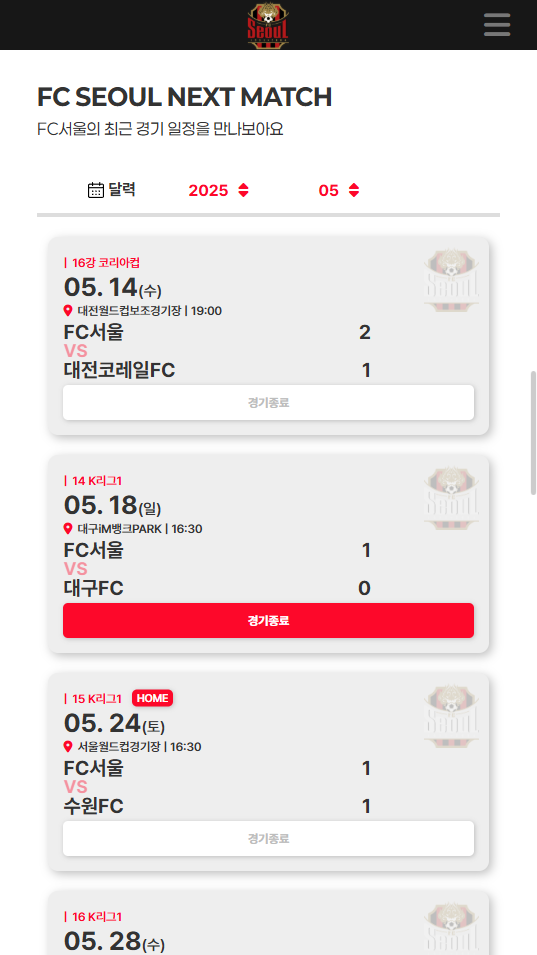 Seoul
FC SEOUL NEXT MATCH
FC서울의 최근 경기 일정을 만나보아요
달력 2025 05
| 16강 코리아컵
05. 14(수)
대전월드컵보조경기장 | 19:00
FC서울 2
VS
대전코레일FC 1
경기종료
| 14 K리그1
05. 18(일)
대구iM뱅크PARK | 16:30
FC서울 1
VS
대구FC 0
경기종료
| 15 K리그1 HOME
05. 24(토)
서울월드컵경기장 | 16:30
FC서울 1
VS
수원FC 1
경기종료
| 16 K리그1
05. 28(수)